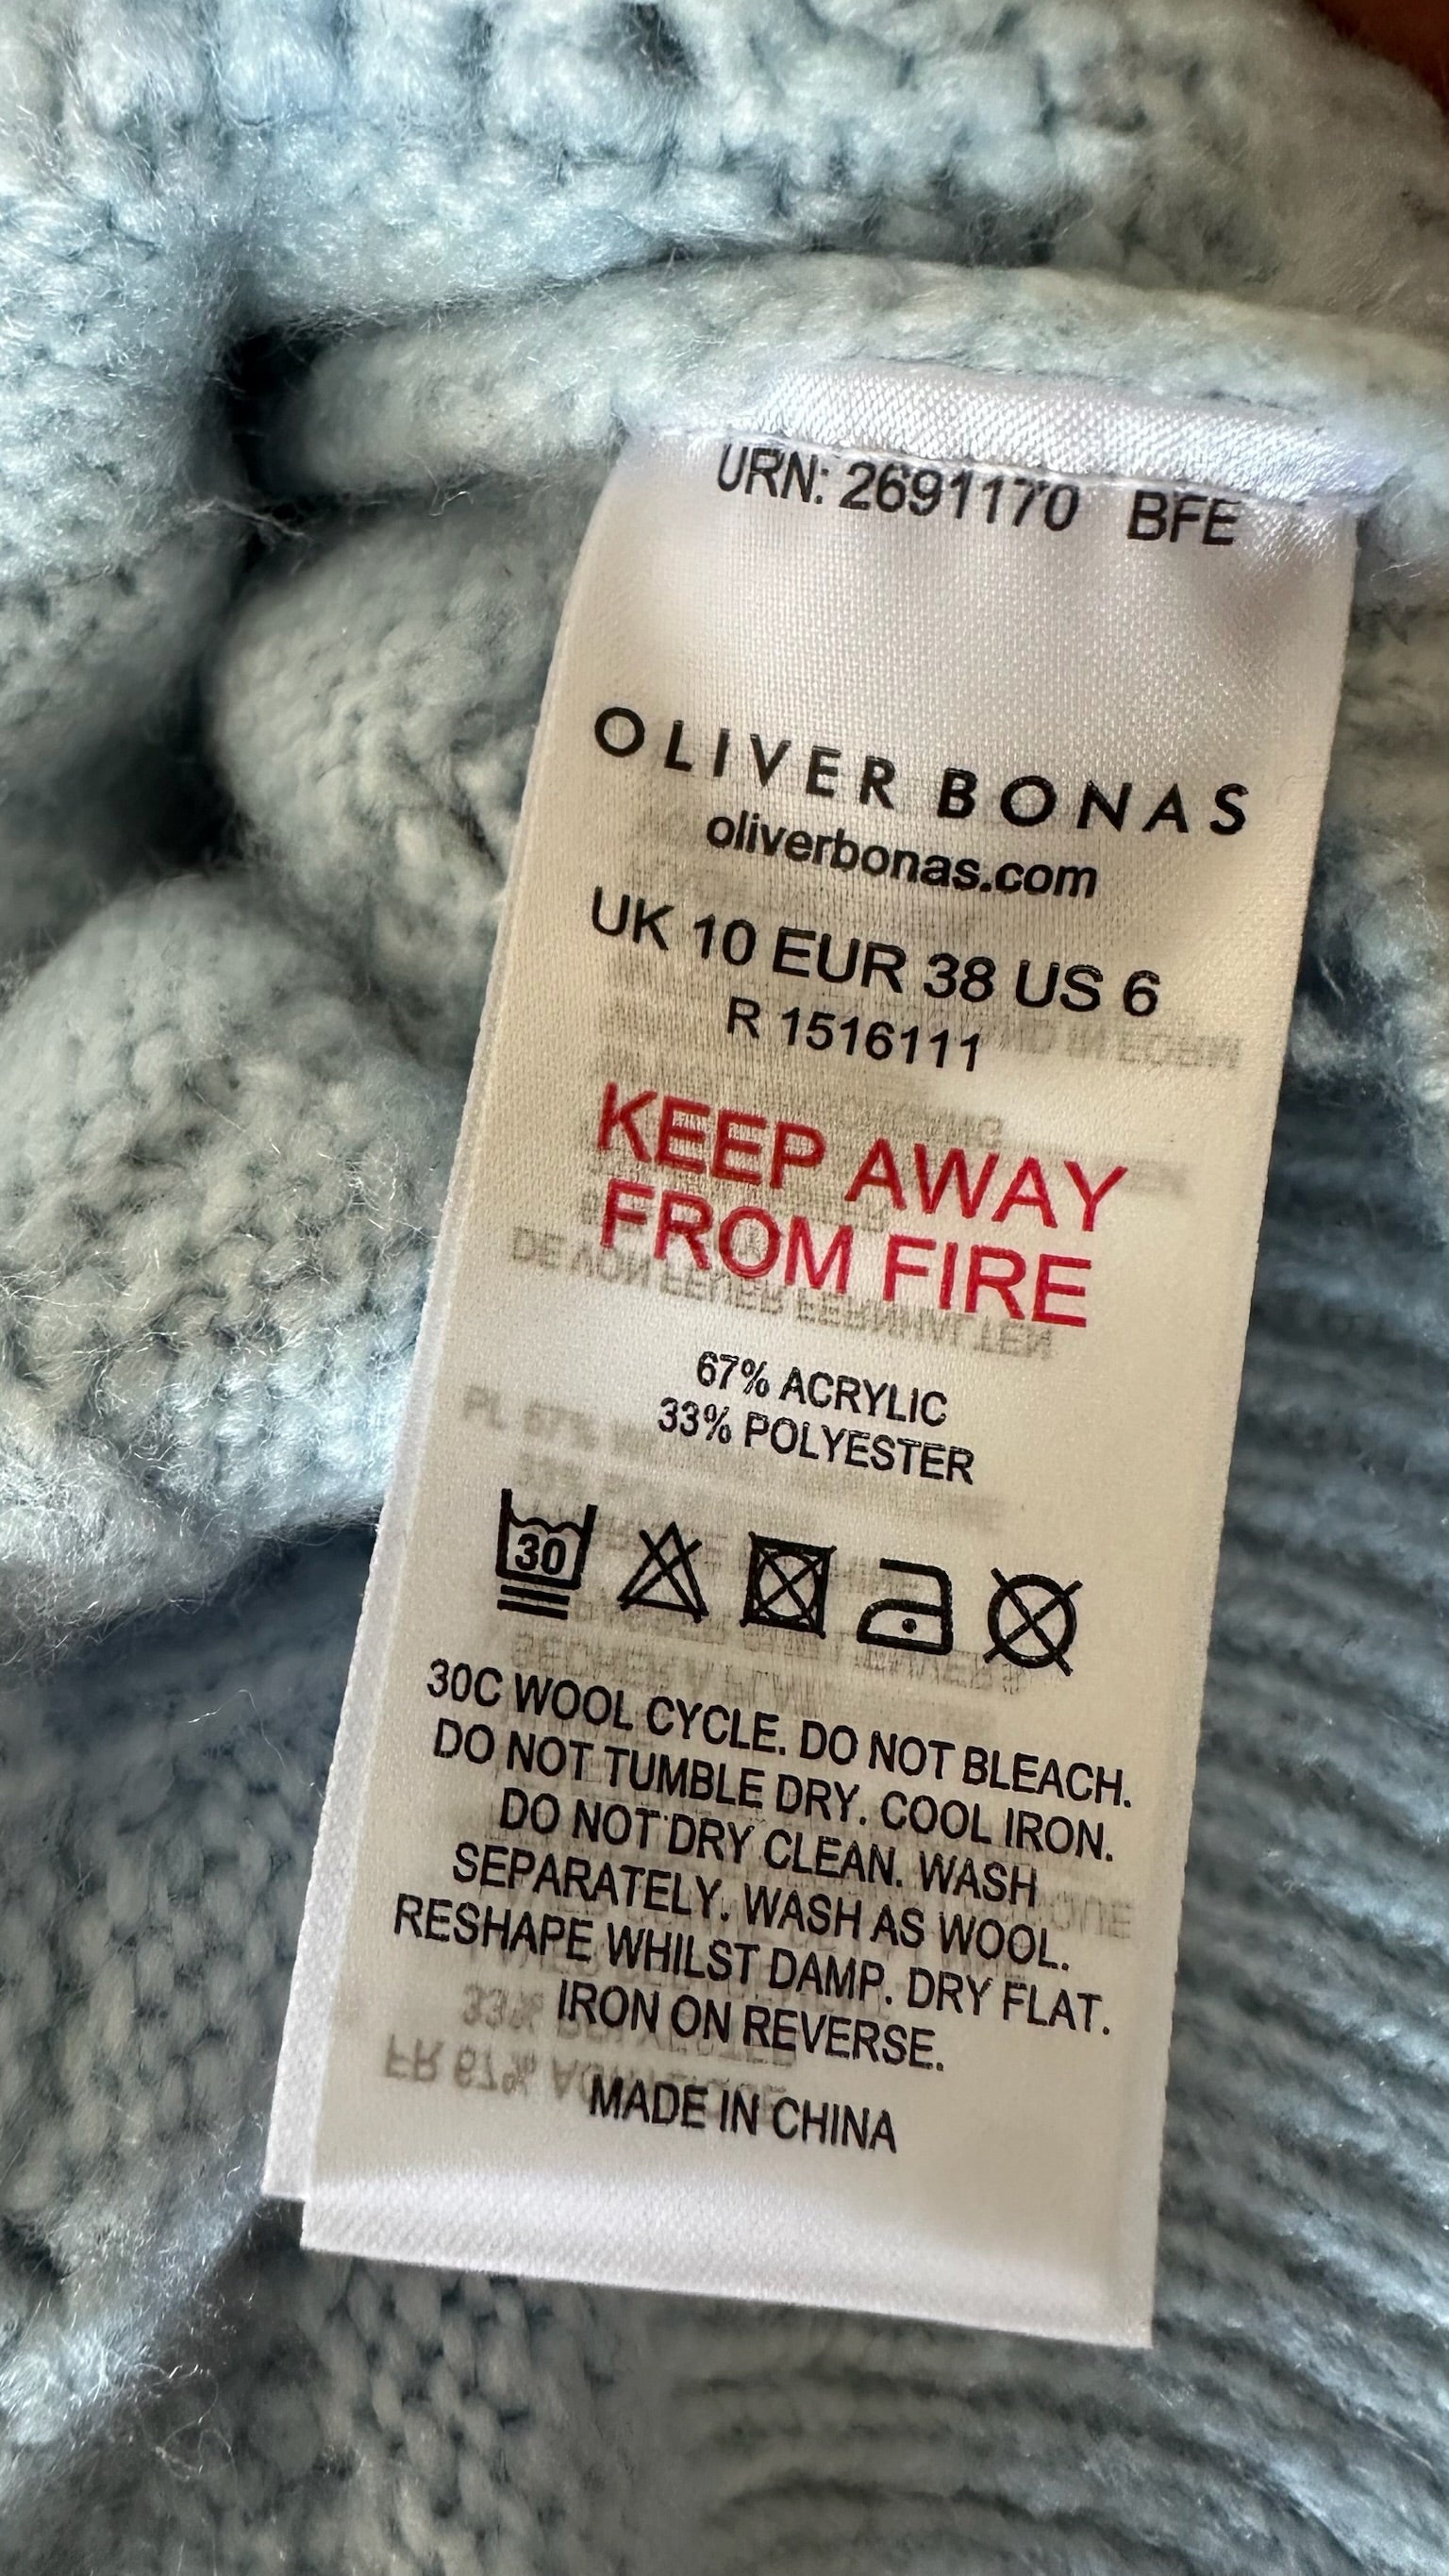 URN: 2691170 BFE
OLIVER BONAS
oliverbonas.com
UK 10 EUR 38 US 6
R 1516111
KEEP AWAY
FROM FIRE
67% ACRYLIC
33% POLYESTER
30
30C WOOL CYCLE. DO NOT BLEACH.
DO NOT TUMBLE DRY. COOL IRON.
DO NOT DRY CLEAN. WASH
SEPARATELY. WASH AS WOOL.
RESHAPE WHILST DAMP. DRY FLAT.
IRON ON REVERSE.
MADE IN CHINA